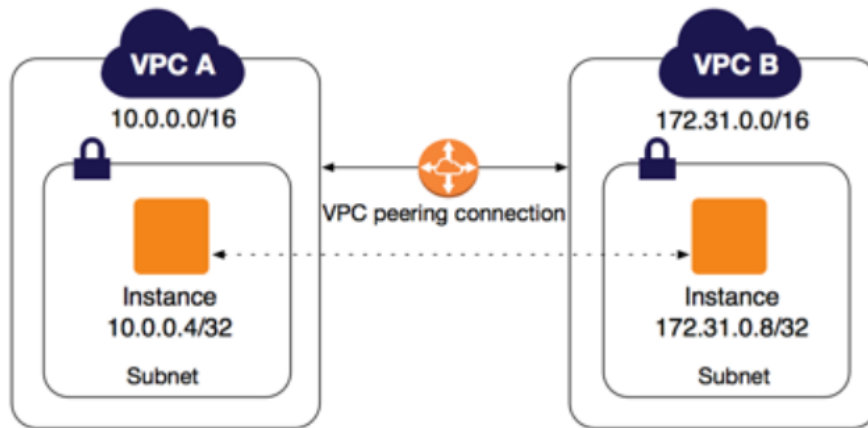 VPC A
10.0.0.0/16
Instance
10.0.0.4/32
Subnet
VPC peering connection
VPC B
172.31.0.0/16
Instance
172.31.0.8/32
Subnet